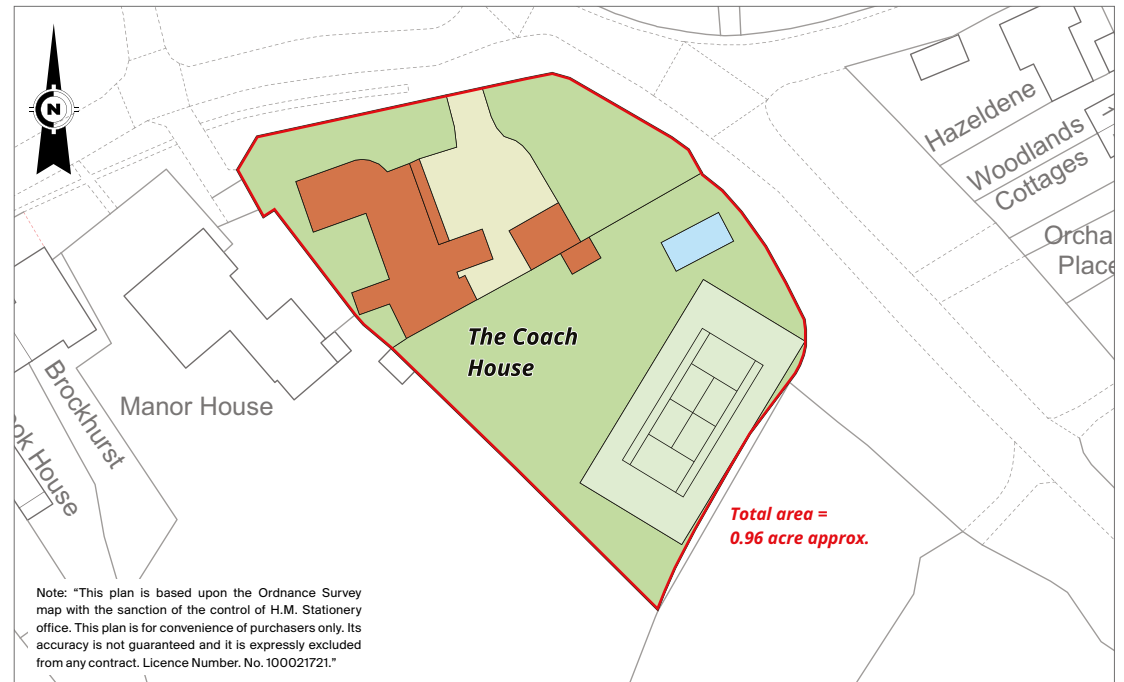 N
Hazeldene
Woodlands
Cottages
Orcha
Place
The Coach
House
Manor House
Brockhurst
ok House
Total area =
0.96 acre approx.
Note: “This plan is based upon the Ordnance Survey
map with the sanction of the control of H.M. Stationery
office. This plan is for convenience of purchasers only. Its
accuracy is not guaranteed and it is expressly excluded
from any contract. Licence Number. No. 100021721.”